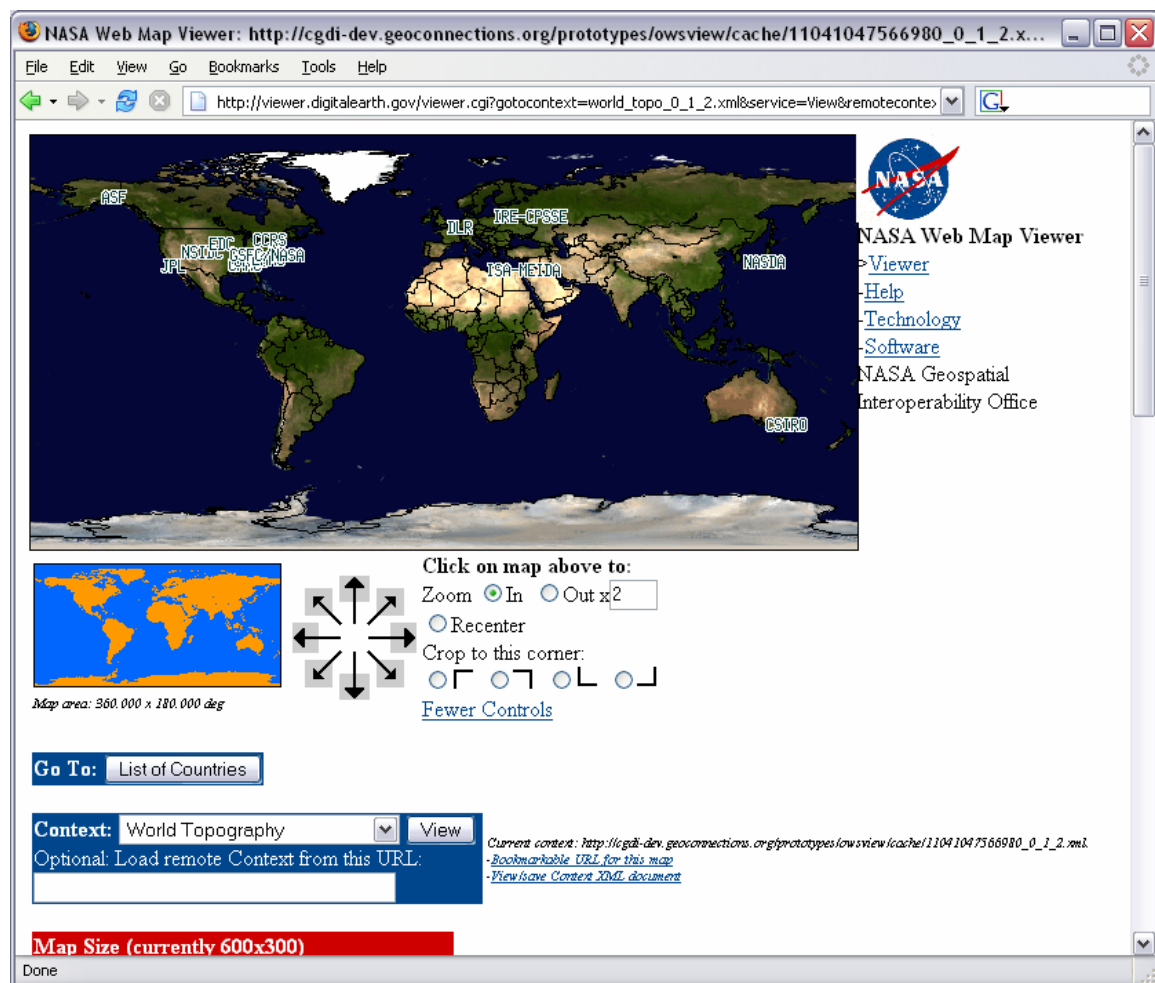 NASA Web Map Viewer: http://cgdi-dev.geoconnections.org/prototypes/owsview/cache/11041047566980_0_1_2.x...
File Edit View Go Bookmarks Tools Help
http://viewer.digitalearth.gov/viewer.cgi?gotocontext=world_topo_0_1_2.xml&service=View&remoteconte
G
ASF
IRE-CPSSE
DLR
CCRS
EDC
GSFC/NASA
JPL
ISA-MEIDA
NASDA
CSIRO
NASA
NASA Web Map Viewer
>Viewer
-Help
-Technology
-Software
NASA Geospatial
Interoperability Office
Click on map above to:
Zoom In Out x 2
Recenter
Crop to this corner:
Fewer Controls
Map area: 360.000 x 180.000 deg
Go To: List of Countries
Context: World Topography View
Optional: Load remote Context from this URL:
Current context: http://cgdi-dev.geoconnections.org/prototypes/owsview/cache/11041047566980_0_1_2.xml.
-Bookmarkable URL for this map
-View/save Context XML document
Map Size (currently 600x300)
Done